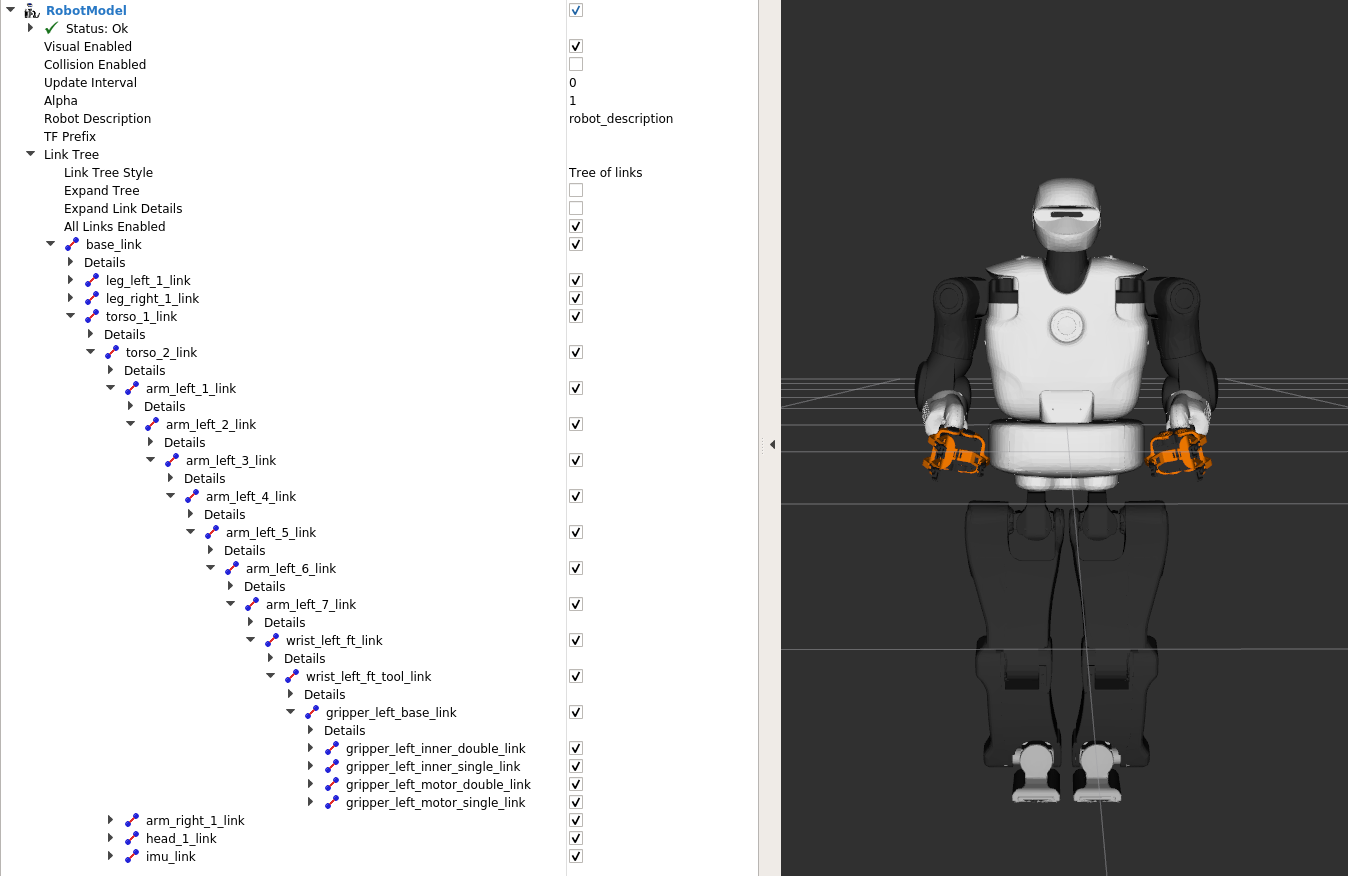 RobotModel
Status: Ok
Visual Enabled
Collision Enabled
Update Interval 0
Alpha 1
Robot Description robot_description
TF Prefix
Link Tree
Link Tree Style Tree of links
Expand Tree
Expand Link Details
All Links Enabled
base_link
Details
leg_left_1_link
leg_right_1_link
torso_1_link
Details
torso_2_link
Details
arm_left_1_link
Details
arm_left_2_link
Details
arm_left_3_link
Details
arm_left_4_link
Details
arm_left_5_link
Details
arm_left_6_link
Details
arm_left_7_link
Details
wrist_left_ft_link
Details
wrist_left_ft_tool_link
Details
gripper_left_base_link
Details
gripper_left_inner_double_link
gripper_left_inner_single_link
gripper_left_motor_double_link
gripper_left_motor_single_link
arm_right_1_link
head_1_link
imu_link